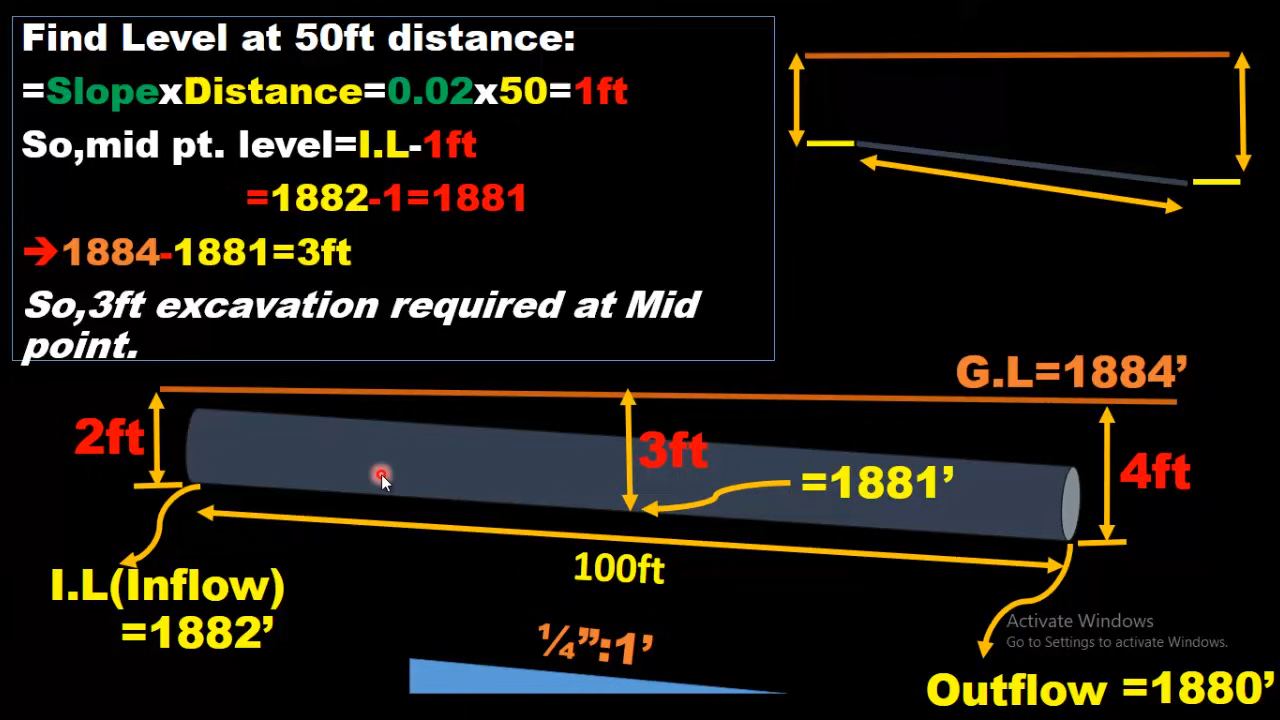 Find Level at 50ft distance:
=SlopexDistance=0.02x50=1ft
So,mid pt. level=I.L-1ft
=1882-1=1881
➔1884-1881=3ft
So,3ft excavation required at Mid
point.
G.L=1884’
2ft
3ft
4ft
=1881’
100ft
I.L(Inflow)
=1882’
¼”:1’
Activate Windows
Go to Settings to activate Windows.
Outflow =1880’